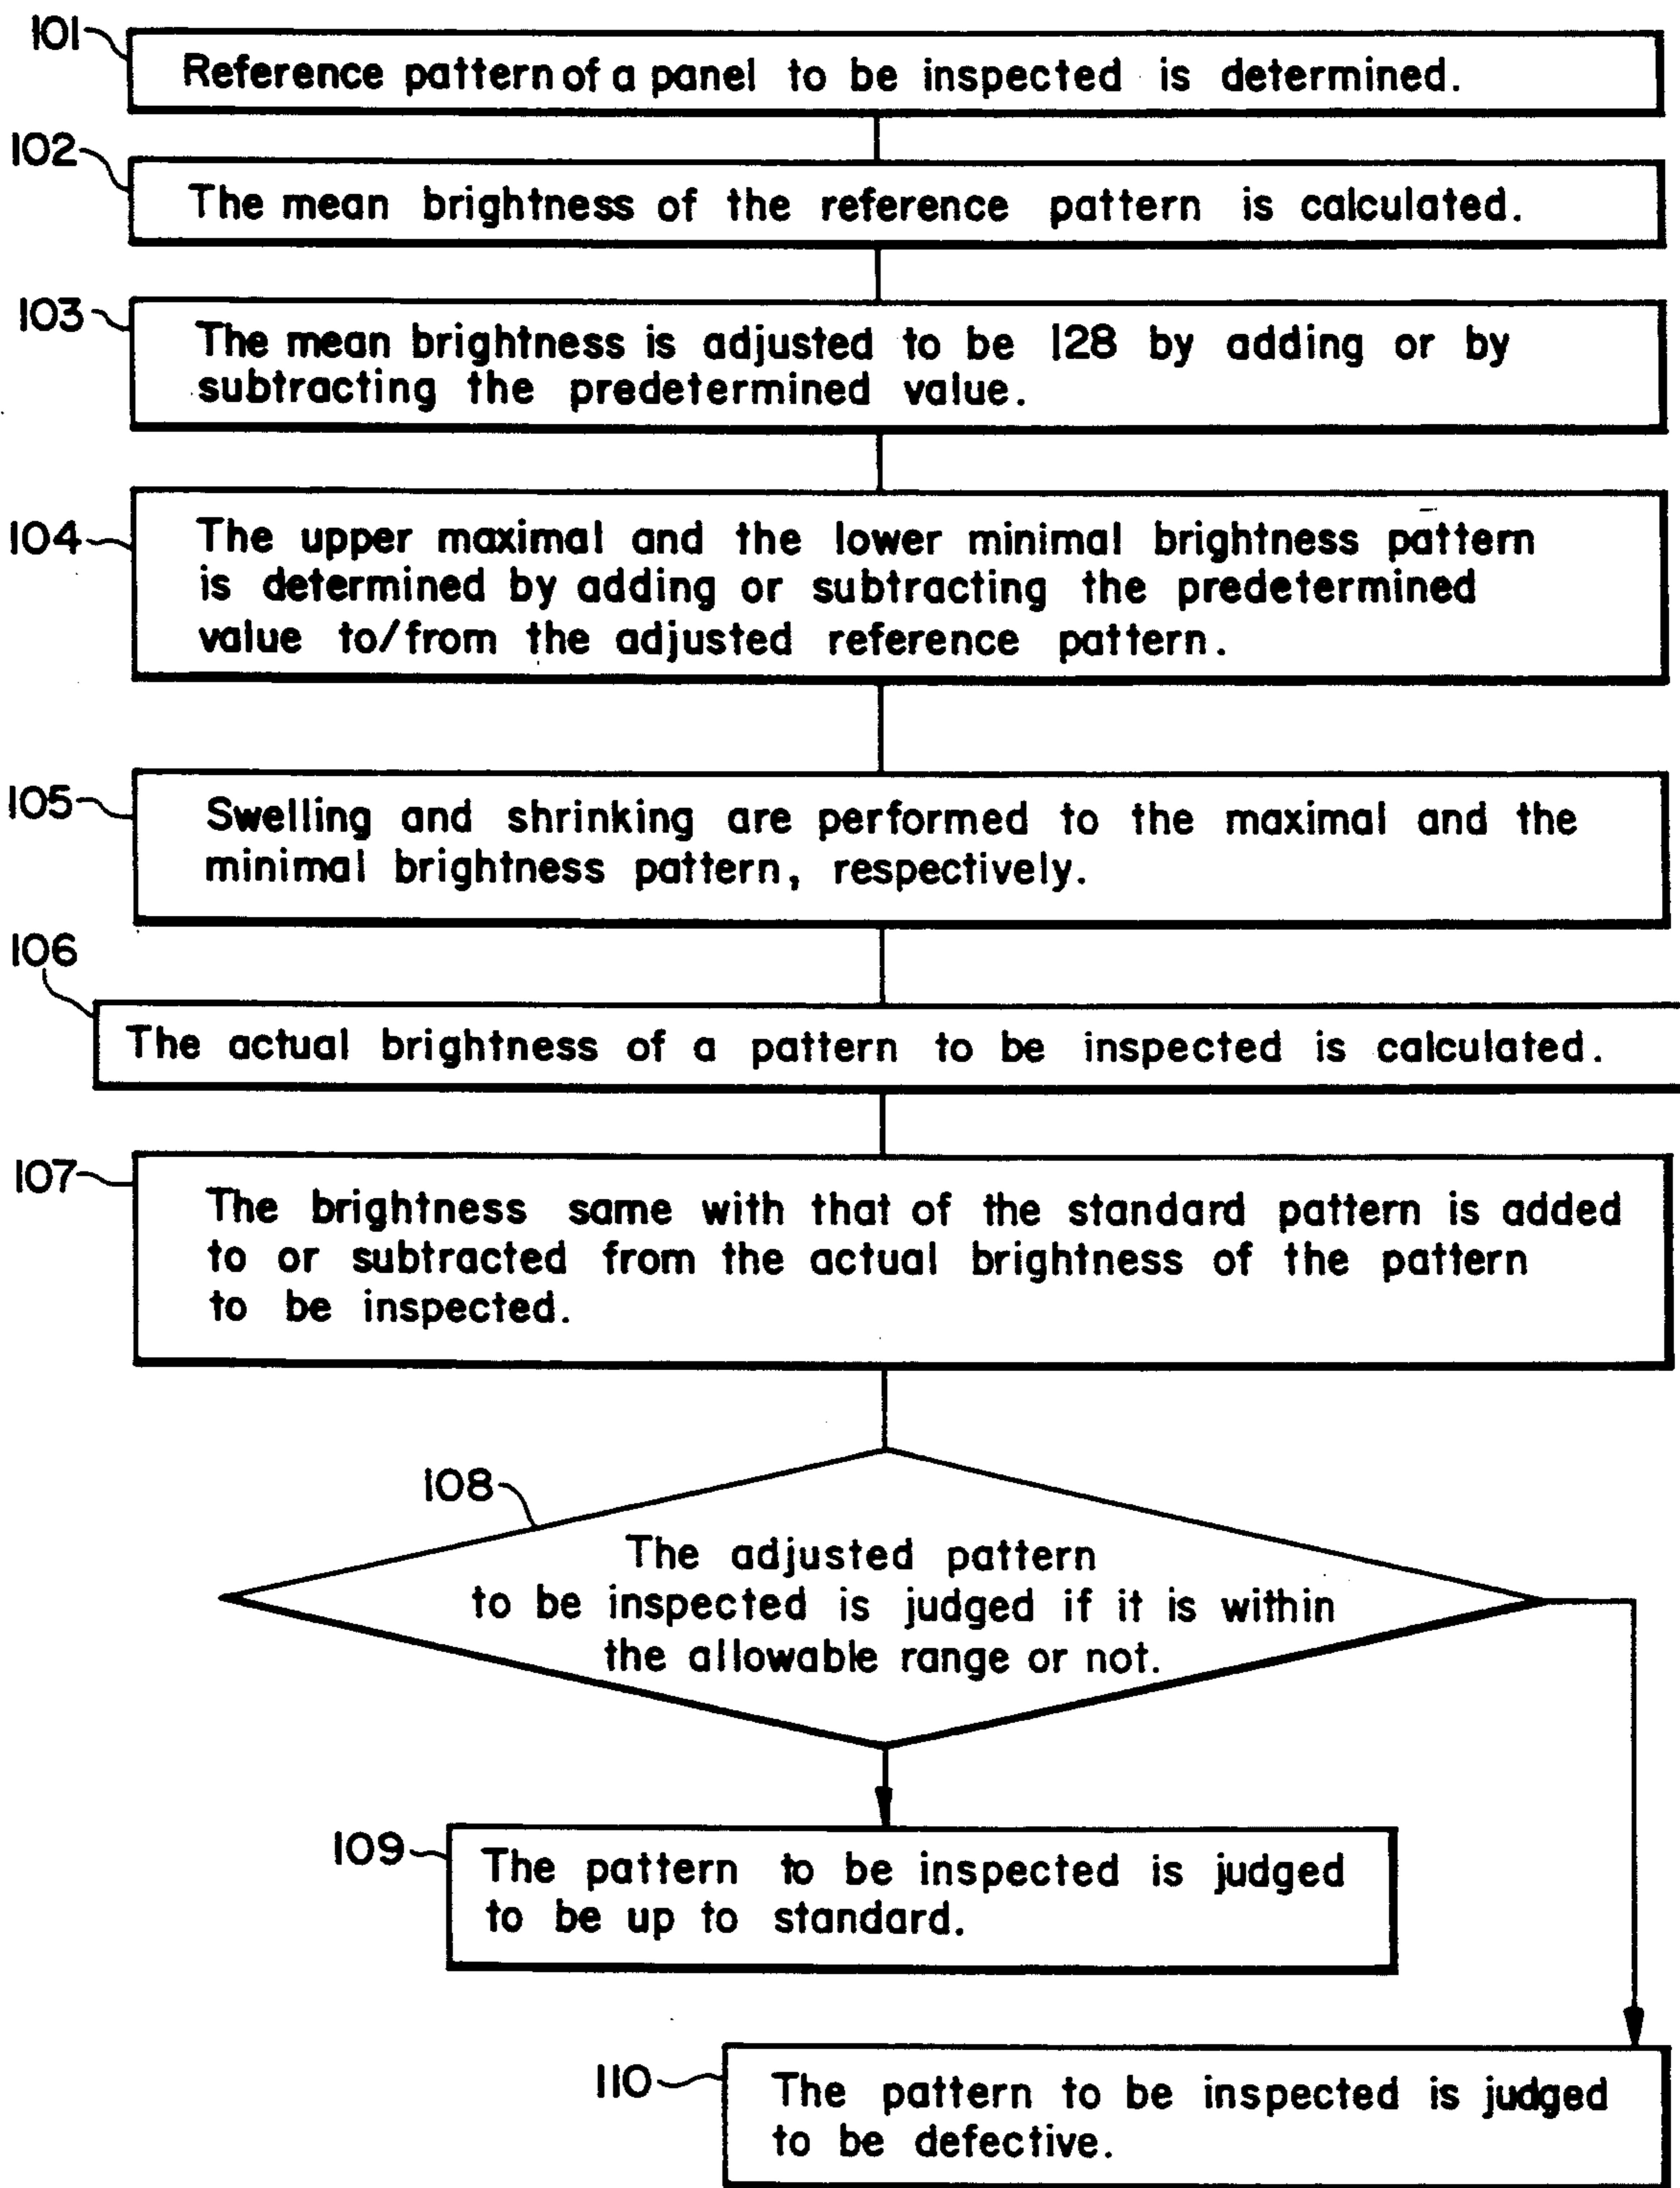 101
Reference pattern of a panel to be inspected is determined.
102
The mean brightness of the reference pattern is calculated.
103
The mean brightness is adjusted to be 128 by adding or by
subtracting the predetermined value.
104
The upper maximal and the lower minimal brightness pattern
is determined by adding or subtracting the predetermined
value to/from the adjusted reference pattern.
105
Swelling and shrinking are performed to the maximal and the
minimal brightness pattern, respectively.
106
The actual brightness of a pattern to be inspected is calculated.
107
The brightness same with that of the standard pattern is added
to or subtracted from the actual brightness of the pattern
to be inspected.
108
The adjusted pattern
to be inspected is judged if it is within
the allowable range or not.
109
The pattern to be inspected is judged
to be up to standard.
110
The pattern to be inspected is judged
to be defective.